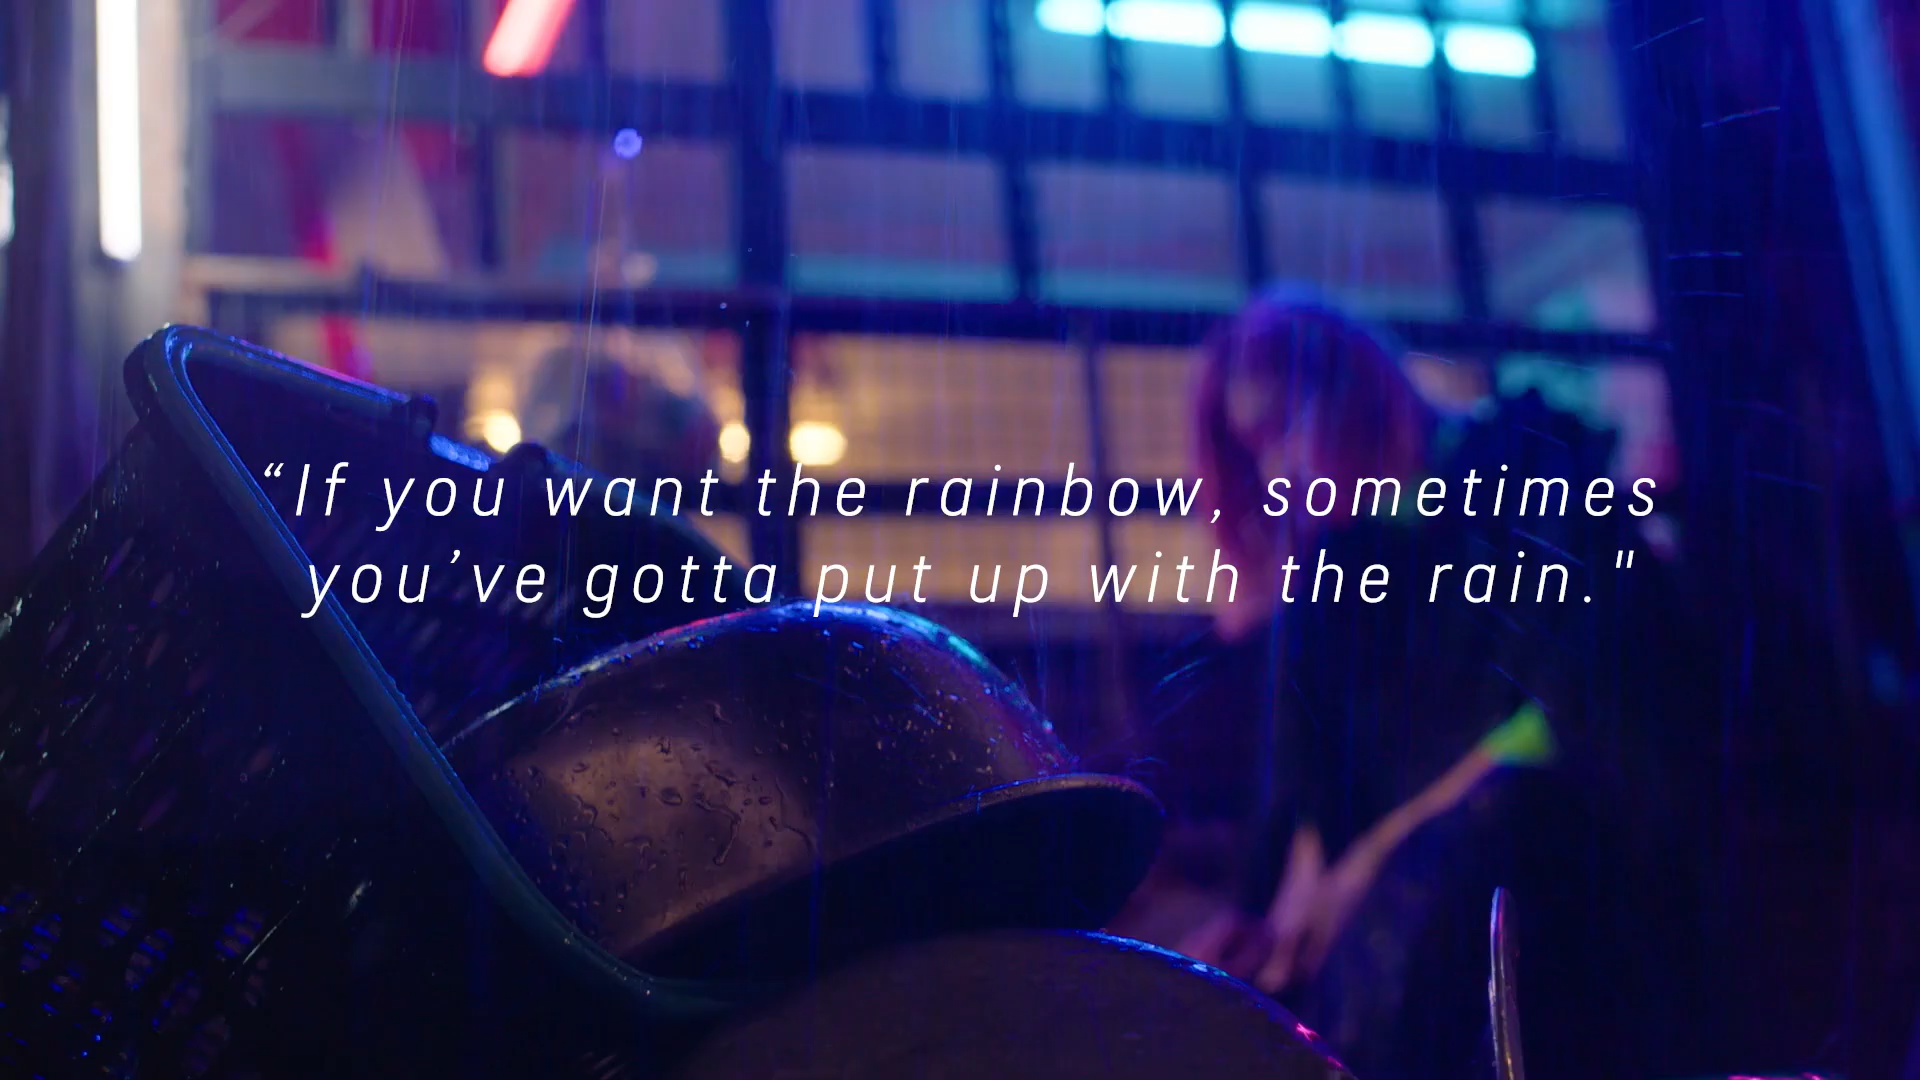 “If you want the rainbow, sometimes
you’ve gotta put up with the rain."